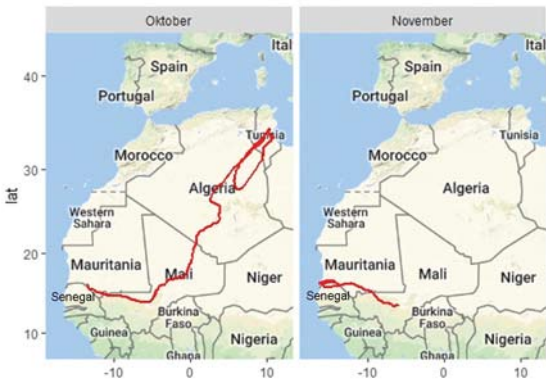 Oktober
November
lat
40
30
20
10
Spain
Portugal
Ital
Tunisia
Morocco
Algeria
Western
Sahara
Mauritania
Mali
Niger
Senegal
Burkina
Faso
Guinea
Ghana
Nigeria
-10
0
10
Spain
Portugal
Ital
Tunisia
Morocco
Algeria
Western
Sahara
Mauritania
Mali
Niger
Senegal
Burkina
Faso
Guinea
Ghana
Nigeria
-10
0
10